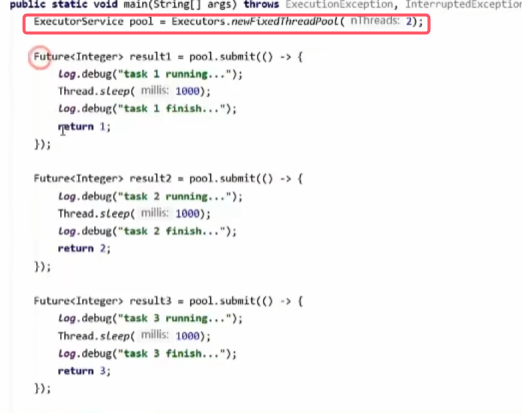 public static void main(String[] args) throws ExecutionException, InterruptedException
ExecutorService pool = Executors.newFixedThreadPool( nThreads: 2);
Future<Integer> result1 = pool.submit(() -> {
Log.debug("task 1 running...");
Thread.sleep( millis: 1000);
Log.debug("task 1 finish...");
return 1;
});
Future<Integer> result2 = pool.submit(() -> {
Log.debug("task 2 running...");
Thread.sleep( millis: 1000);
Log.debug("task 2 finish...");
return 2;
});
Future<Integer> result3 = pool.submit(() -> {
Log.debug("task 3 running...");
Thread.sleep( millis: 1000);
Log.debug("task 3 finish...");
return 3;
});